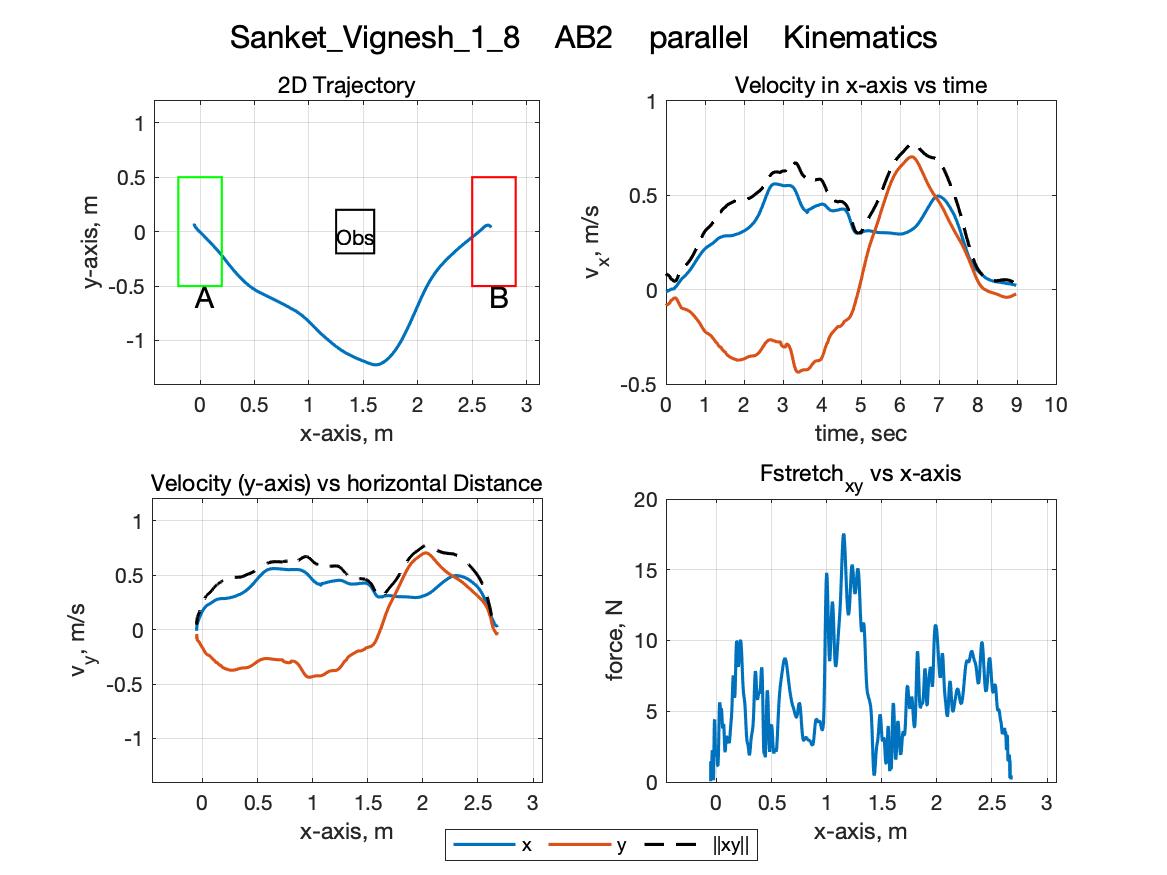 Sanket_Vignesh_1_8 AB2 parallel Kinematics
2D Trajectory
1
0.5
0
-0.5
-1
y-axis, m
A
Obs
B
0 0.5 1 1.5 2 2.5 3
x-axis, m
Velocity in x-axis vs time
1
0.5
0
-0.5
v_x, m/s
0 1 2 3 4 5 6 7 8 9 10
time, sec
Velocity (y-axis) vs horizontal Distance
1
0.5
0
-0.5
-1
v_y, m/s
0 0.5 1 1.5 2 2.5 3
x-axis, m
Fstretch_xy vs x-axis
20
15
10
5
0
force, N
0 0.5 1 1.5 2 2.5 3
x-axis, m
x y ||xy||